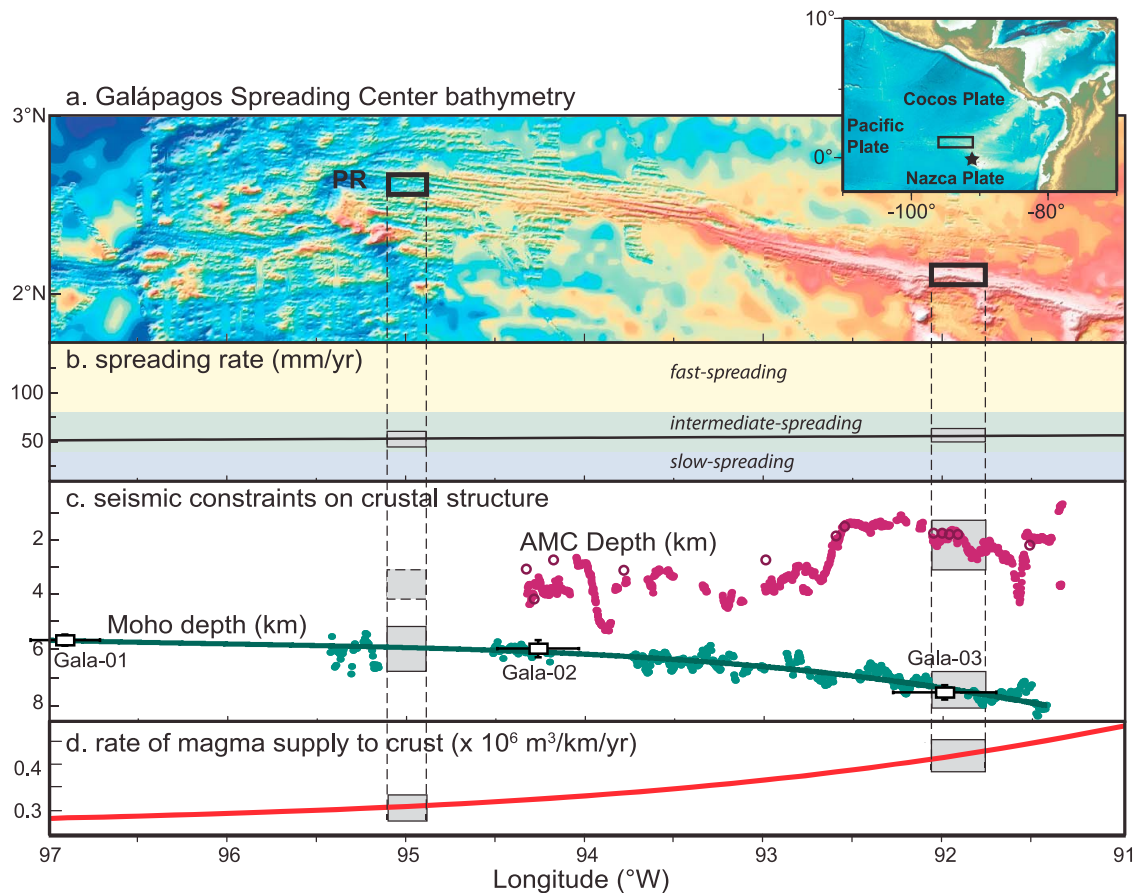 10°
Cocos Plate
Pacific
Plate
0°
Nazca Plate
-100°
-80°
a. Galápagos Spreading Center bathymetry
3°N
PR
2°N
b. spreading rate (mm/yr)
fast-spreading
100
intermediate-spreading
50
slow-spreading
c. seismic constraints on crustal structure
2
AMC Depth (km)
4
Moho depth (km)
6
Gala-01
Gala-02
Gala-03
8
d. rate of magma supply to crust (x 10⁶ m³/km/yr)
0.4
0.3
97
96
95
94
93
92
91
Longitude (°W)